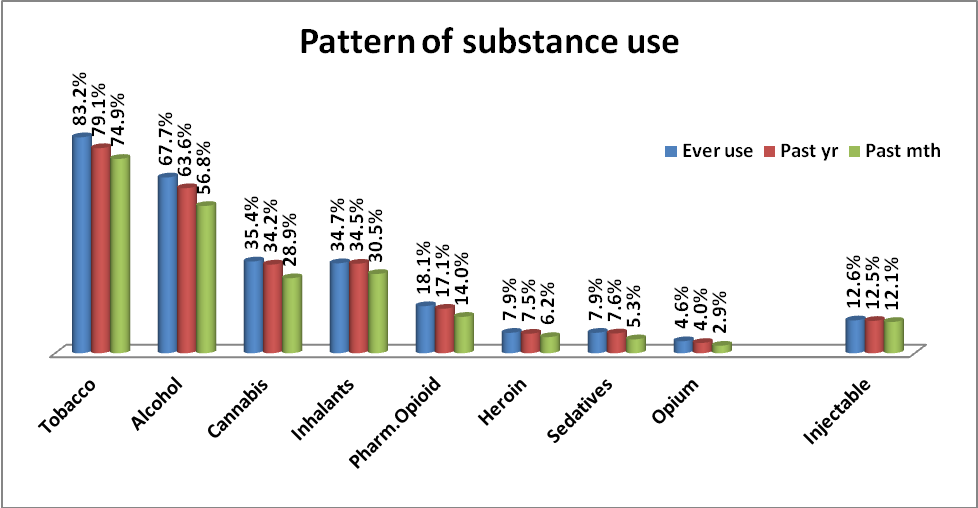 Pattern of substance use
Ever use Past yr Past mth
83.2%
79.1%
74.9%
67.7%
63.6%
56.8%
35.4%
34.2%
28.9%
34.7%
34.5%
30.5%
18.1%
17.1%
14.0%
7.9%
7.5%
6.2%
7.9%
7.6%
5.3%
4.6%
4.0%
2.9%
12.6%
12.5%
12.1%
Tobacco
Alcohol
Cannabis
Inhalants
Pharm.Opioid
Heroin
Sedatives
Opium
Injectable